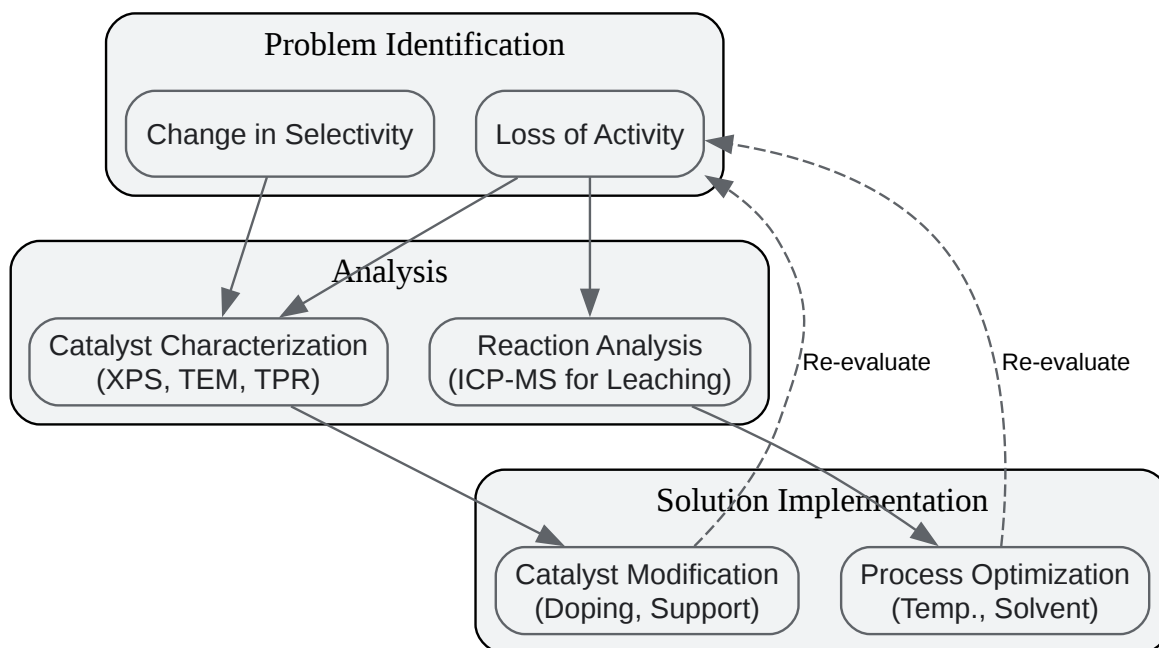 Problem Identification
Change in Selectivity
Loss of Activity
Analysis
Catalyst Characterization
(XPS, TEM, TPR)
Reaction Analysis
(ICP-MS for Leaching)
Re-evaluate
Re-evaluate
Solution Implementation
Catalyst Modification
(Doping, Support)
Process Optimization
(Temp., Solvent)